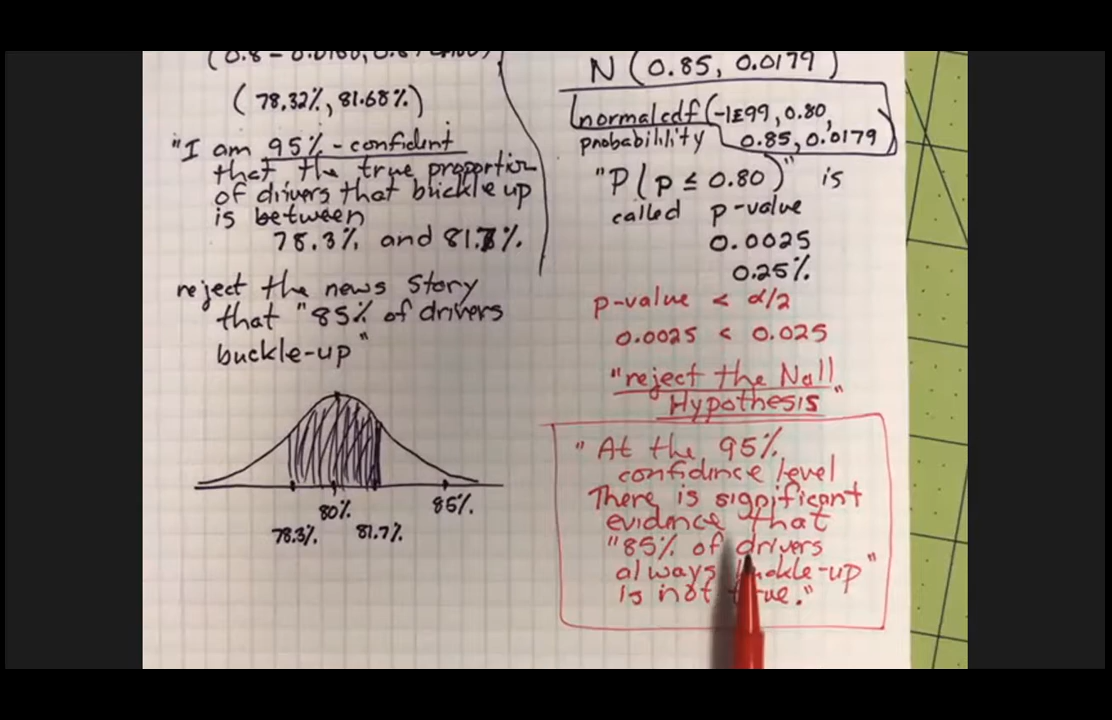 (78.32%, 81.68%)
"I am 95%-confident
that the true proportion
of drivers that buckle up
is between
78.3% and 81.7%.
reject the news story
that "85% of drivers
buckle-up"
80%
85%.
78.3%.
81.7%.
N(0.85, 0.0179)
normalcdf(-1E99, 0.80,
probability 0.85, 0.0179
"P(p ≤ 0.80)" is
called p-value
0.0025
0.25%
p-value < α/2
0.0025 < 0.025
"reject the Null
Hypothesis"
"At the 95%
confidence level
There is significant
evidence that
"85% of drivers
always buckle-up"
is not true."